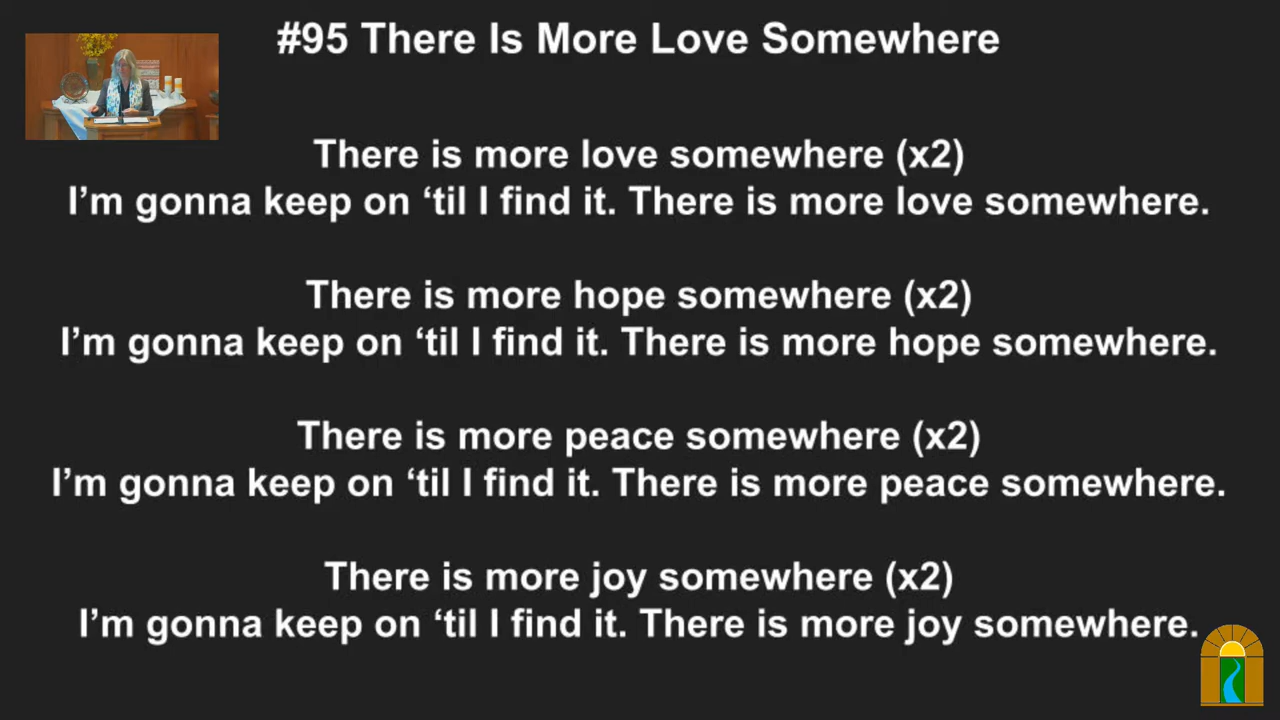 #95 There Is More Love Somewhere
There is more love somewhere (x2)
I’m gonna keep on ‘til I find it. There is more love somewhere.
There is more hope somewhere (x2)
I’m gonna keep on ‘til I find it. There is more hope somewhere.
There is more peace somewhere (x2)
I’m gonna keep on ‘til I find it. There is more peace somewhere.
There is more joy somewhere (x2)
I’m gonna keep on ‘til I find it. There is more joy somewhere.